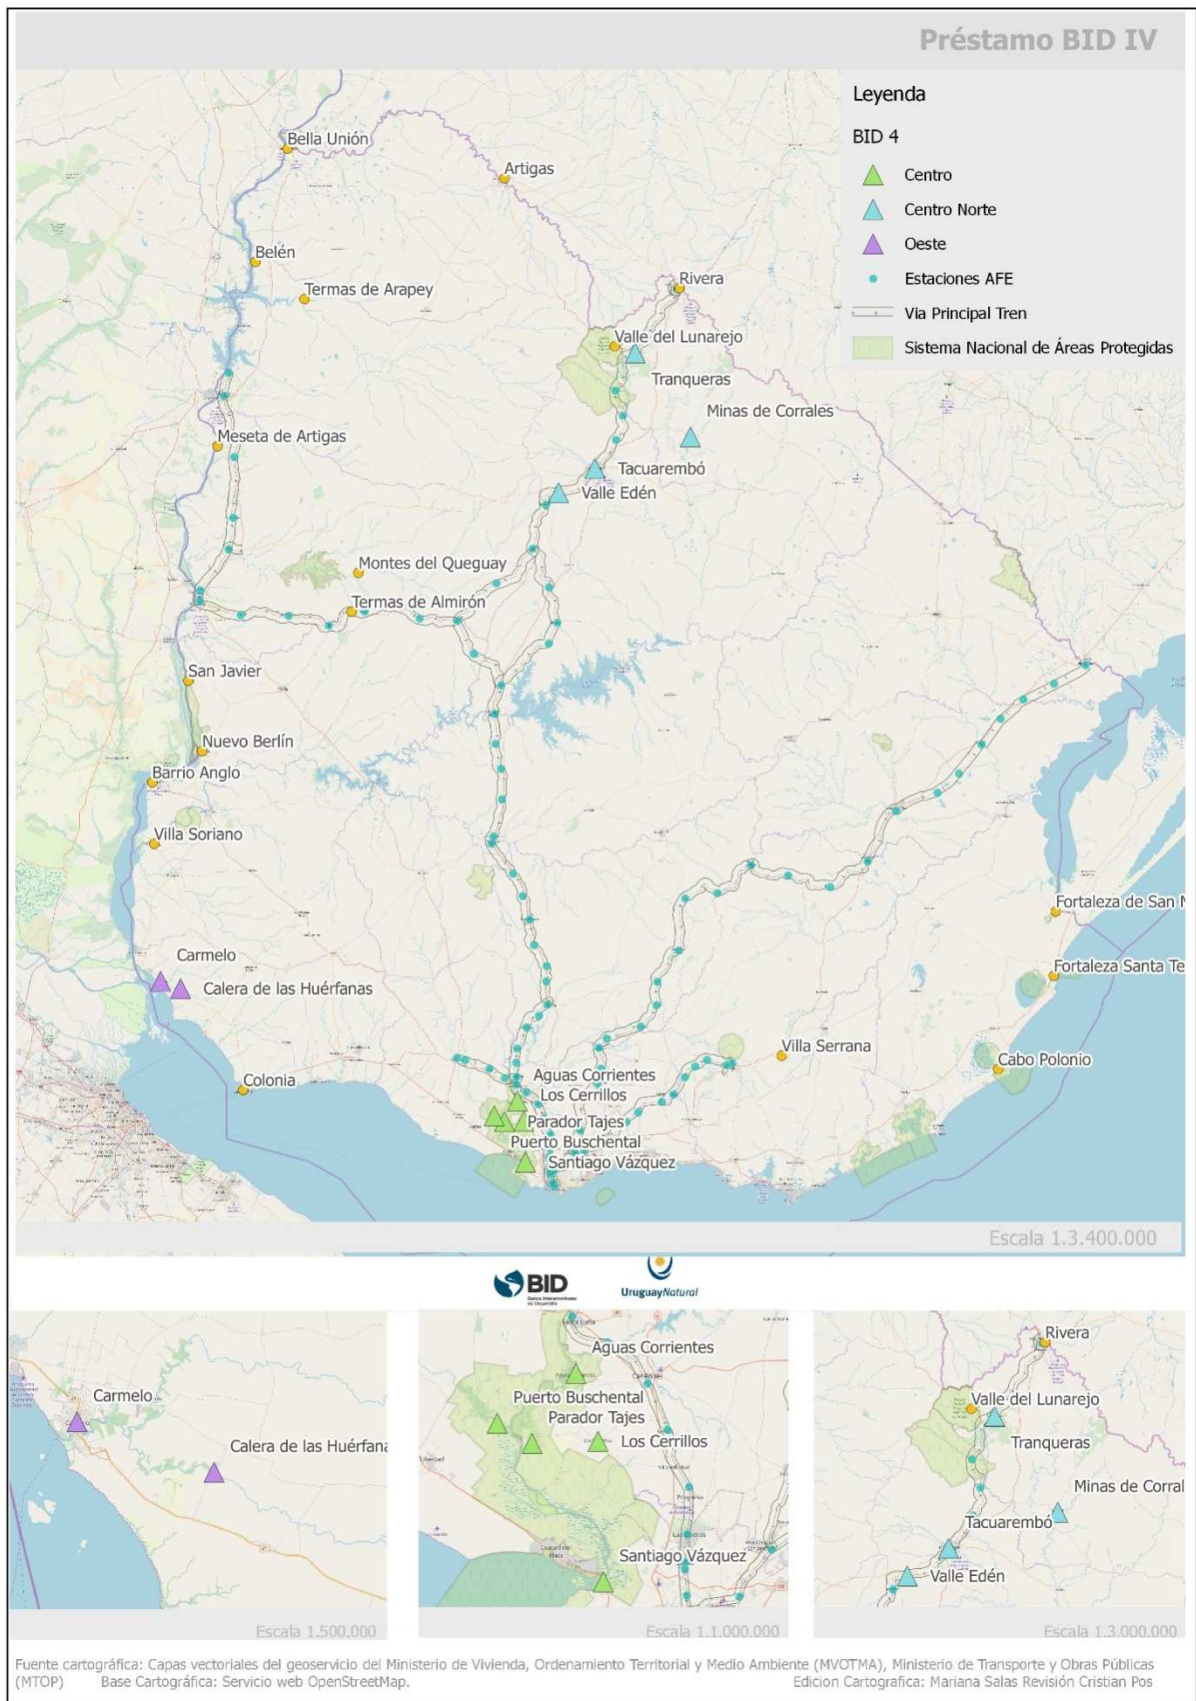 Préstamo BID IV
Leyenda
BID 4
Centro
Centro Norte
Oeste
Estaciones AFE
Via Principal Tren
Sistema Nacional de Áreas Protegidas
Bella Unión
Artigas
Belén
Termas de Arapey
Rivera
Valle del Lunarejo
Tranqueras
Minas de Corrales
Meseta de Artigas
Tacuarembó
Valle Edén
Montes del Queguay
Termas de Almirón
San Javier
Nuevo Berlín
Barrio Anglo
Villa Soriano
Fortaleza de San M
Carmelo
Fortaleza Santa Te
Calera de las Huérfanas
Villa Serrana
Cabo Polonio
Colonia
Aguas Corrientes
Los Cerrillos
Parador Tajes
Puerto Buschental
Santiago Vázquez
Escala 1.3.400.000
BID
Banco Interamericano
de Desarrollo
UruguayNatural
Carmelo
Calera de las Huérfana
Escala 1.500.000
Aguas Corrientes
Puerto Buschental
Parador Tajes
Los Cerrillos
Santiago Vázquez
Escala 1.1.000.000
Rivera
Valle del Lunarejo
Tranqueras
Minas de Corral
Tacuarembó
Valle Edén
Escala 1.3.000.000
Fuente cartográfica: Capas vectoriales del geoservicio del Ministerio de Vivienda, Ordenamiento Territorial y Medio Ambiente (MVOTMA), Ministerio de Transporte y Obras Públicas
(MTOP) Base Cartográfica: Servicio web OpenStreetMap. Edicion Cartografica: Mariana Salas Revisión Cristian Pos